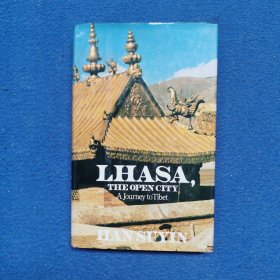 LHASA,
THE OPEN CITY
A Journey to Tibet
HAN SUYIN